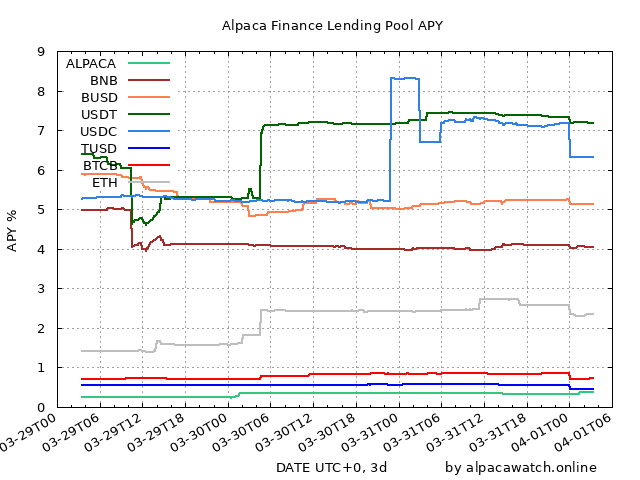 Alpaca Finance Lending Pool APY
APY %
9
8
7
6
5
4
3
2
1
0
ALPACA
BNB
BUSD
USDT
USDC
TUSD
BTCB
ETH
03-29T00
03-29T06
03-29T12
03-29T18
03-30T00
03-30T06
03-30T12
03-30T18
03-31T00
03-31T06
03-31T12
03-31T18
04-01T00
04-01T06
DATE UTC+0, 3d
by alpacawatch.online